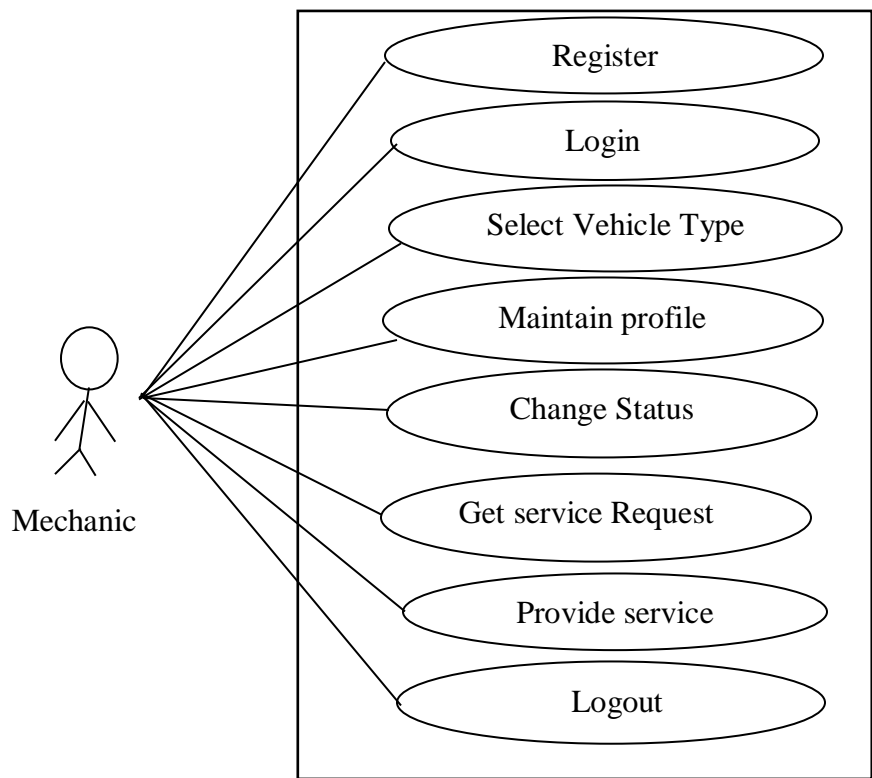 Register
Login
Select Vehicle Type
Maintain profile
Change Status
Get service Request
Mechanic
Provide service
Logout